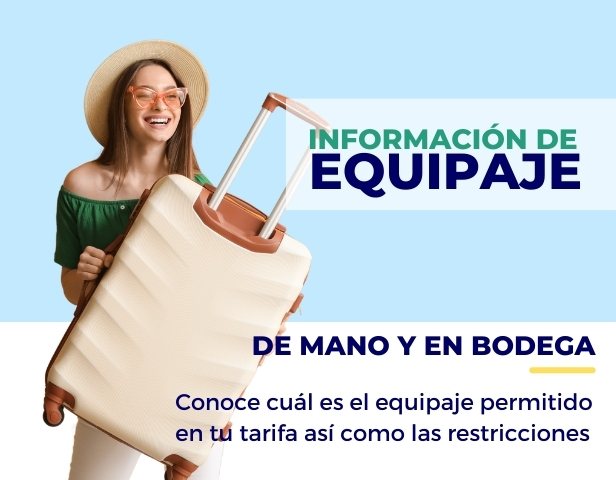 INFORMACIÓN DE
EQUIPAJE
DE MANO Y EN BODEGA
Conoce cuál es el equipaje permitido
en tu tarifa así como las restricciones